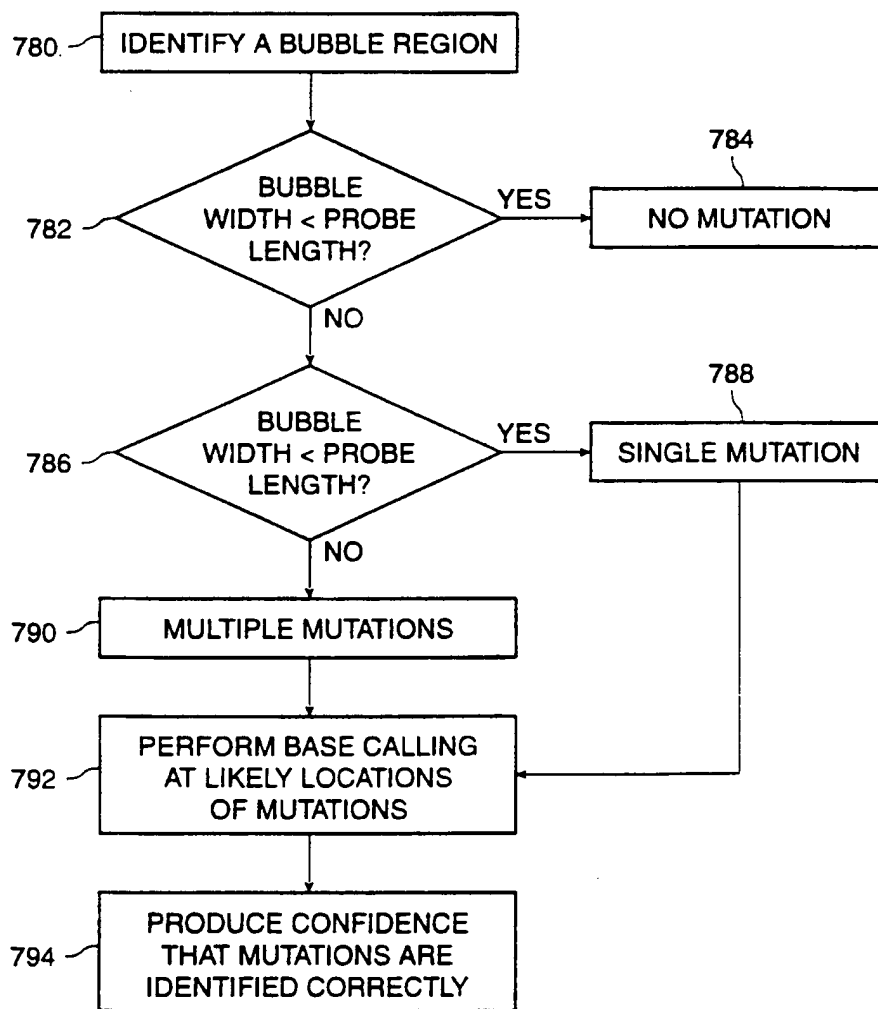 780
IDENTIFY A BUBBLE REGION
782
BUBBLE
WIDTH < PROBE
LENGTH?
YES
784
NO MUTATION
NO
786
BUBBLE
WIDTH < PROBE
LENGTH?
YES
788
SINGLE MUTATION
NO
790
MULTIPLE MUTATIONS
792
PERFORM BASE CALLING
AT LIKELY LOCATIONS
OF MUTATIONS
794
PRODUCE CONFIDENCE
THAT MUTATIONS ARE
IDENTIFIED CORRECTLY